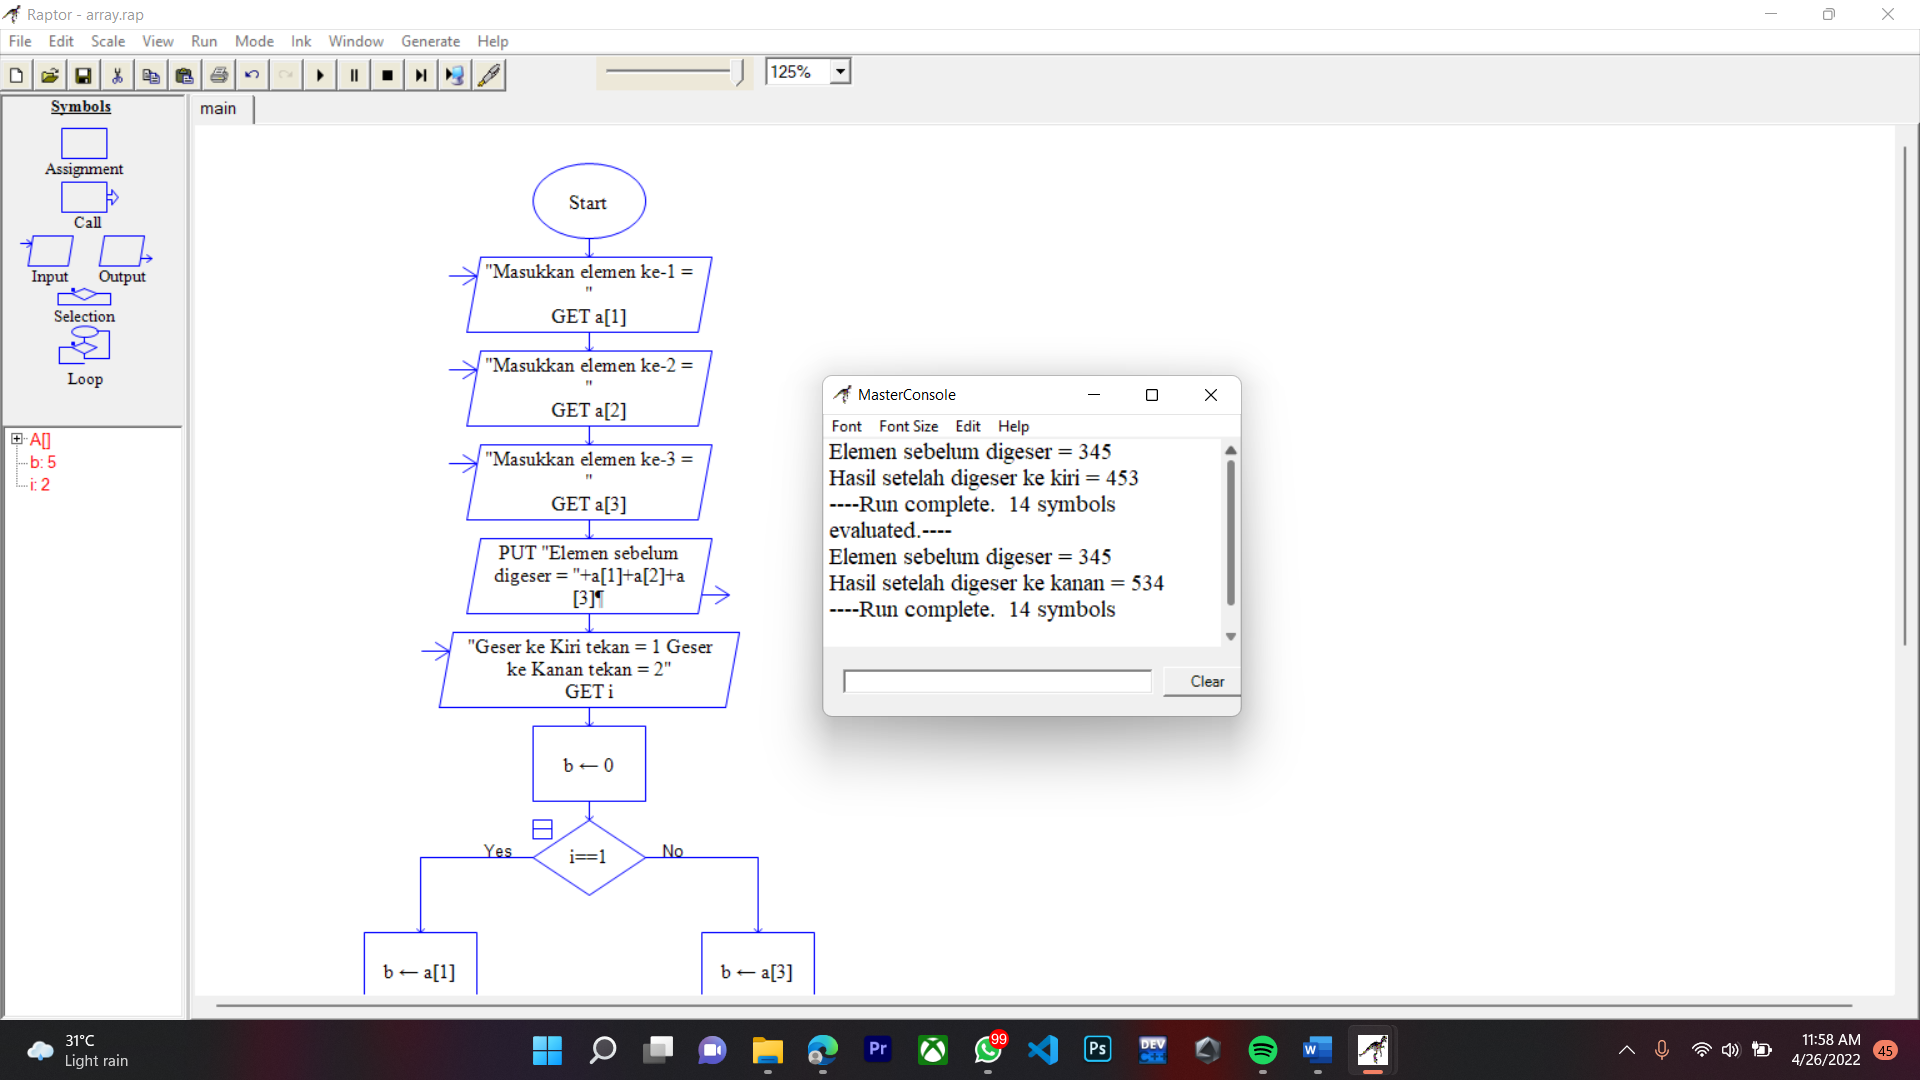 Raptor - array.rap
File Edit Scale View Run Mode Ink Window Generate Help
125%
Symbols
Assignment
Call
Input Output
Selection
Loop
A[]
b: 5
i: 2
main
Start
"Masukkan elemen ke-1 =
"
GET a[1]
"Masukkan elemen ke-2 =
"
GET a[2]
"Masukkan elemen ke-3 =
"
GET a[3]
PUT "Elemen sebelum
digeser = "+a[1]+a[2]+a
[3]¶
"Geser ke Kiri tekan = 1 Geser
ke Kanan tekan = 2"
GET i
b ← 0
Yes
i==1
No
b ← a[1]
b ← a[3]
MasterConsole
Font Font Size Edit Help
Elemen sebelum digeser = 345
Hasil setelah digeser ke kiri = 453
----Run complete.  14 symbols
evaluated.----
Elemen sebelum digeser = 345
Hasil setelah digeser ke kanan = 534
----Run complete.  14 symbols
Clear
31°C
Light rain
Pr
99
Ps
DEV
W
11:58 AM
4/26/2022
45